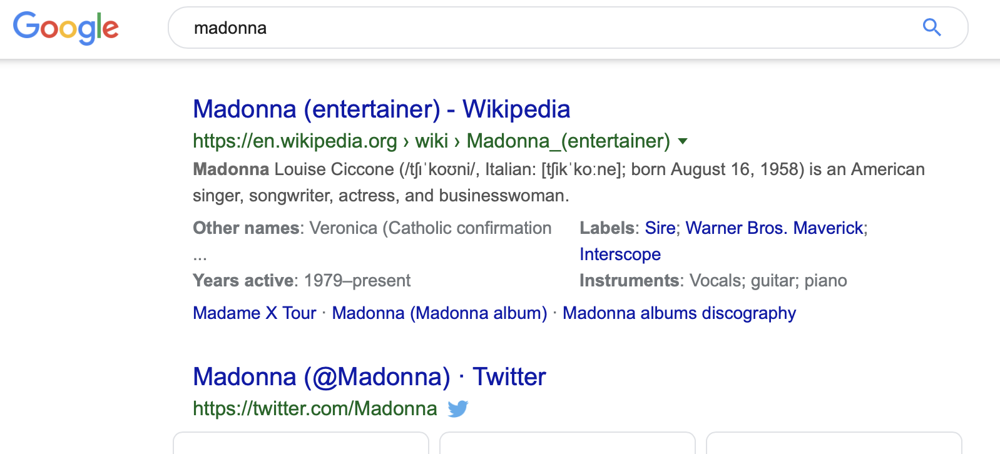 Google
madonna
Madonna (entertainer) - Wikipedia
https://en.wikipedia.org › wiki › Madonna_(entertainer)
Madonna Louise Ciccone (/tʃɪˈkoʊni/, Italian: [tʃikˈkoːne]; born August 16, 1958) is an American
singer, songwriter, actress, and businesswoman.
Other names: Veronica (Catholic confirmation
...
Years active: 1979–present
Labels: Sire; Warner Bros. Maverick;
Interscope
Instruments: Vocals; guitar; piano
Madame X Tour · Madonna (Madonna album) · Madonna albums discography
Madonna (@Madonna) · Twitter
https://twitter.com/Madonna